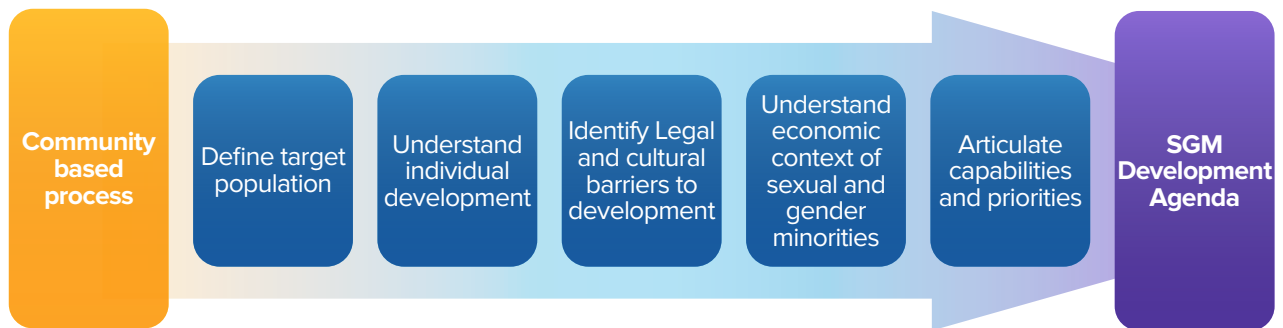 Community
based
process
Define target
population
Understand
individual
development
Identify Legal
and cultural
barriers to
development
Understand
economic
context of
sexual and
gender
minorities
Articulate
capabilities
and priorities
SGM
Development
Agenda